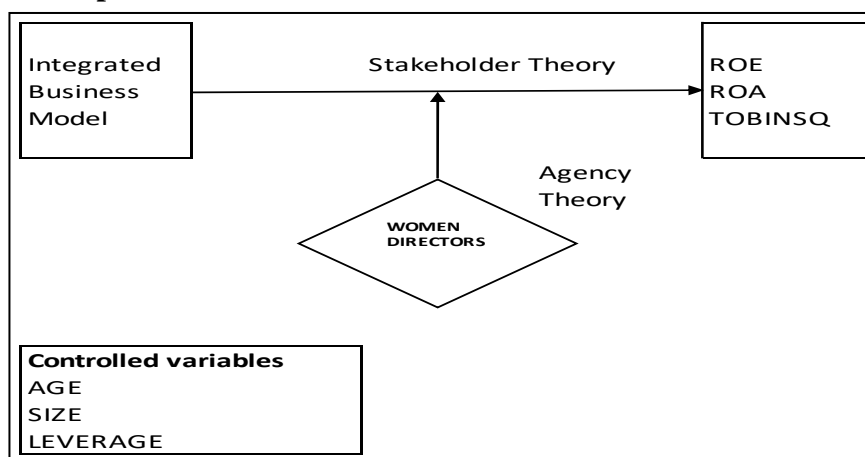 Integrated
Business
Model
Stakeholder Theory
ROE
ROA
TOBINSQ
Agency
Theory
WOMEN
DIRECTORS
Controlled variables
AGE
SIZE
LEVERAGE